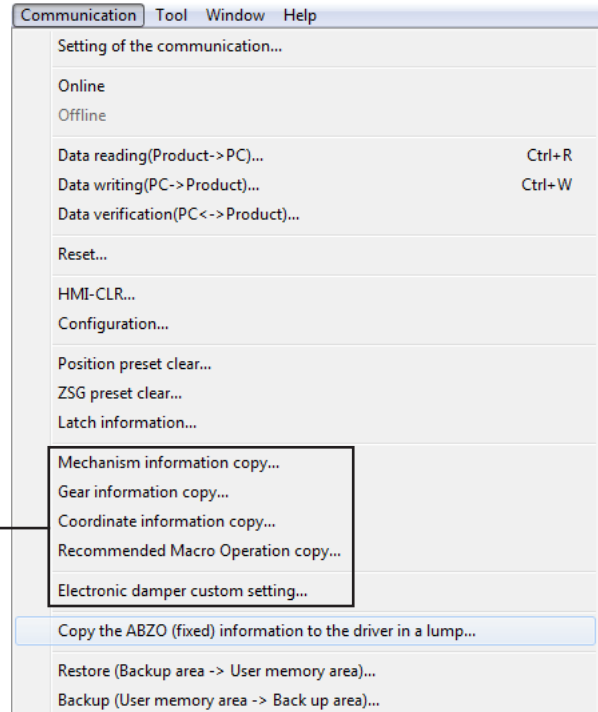 Communication Tool Window Help
Setting of the communication...
Online
Offline
Data reading(Product->PC)... Ctrl+R
Data writing(PC->Product)... Ctrl+W
Data verification(PC<->Product)...
Reset...
HMI-CLR...
Configuration...
Position preset clear...
ZSG preset clear...
Latch information...
Mechanism information copy...
Gear information copy...
Coordinate information copy...
Recommended Macro Operation copy...
Electronic damper custom setting...
Copy the ABZO (fixed) information to the driver in a lump...
Restore (Backup area -> User memory area)...
Backup (User memory area -> Back up area)...